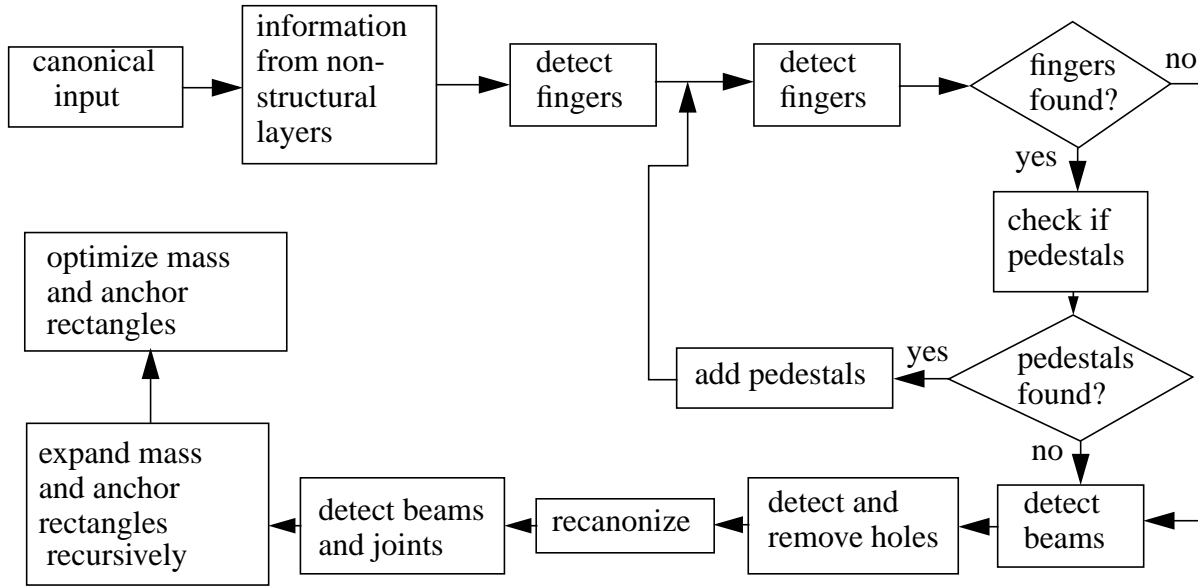 canonical
input
information
from non-
structural
layers
detect
fingers
detect
fingers
fingers
found?
no
yes
check if
pedestals
pedestals
found?
yes
add pedestals
no
detect
beams
detect and
remove holes
recanonize
detect beams
and joints
expand mass
and anchor
rectangles
recursively
optimize mass
and anchor
rectangles